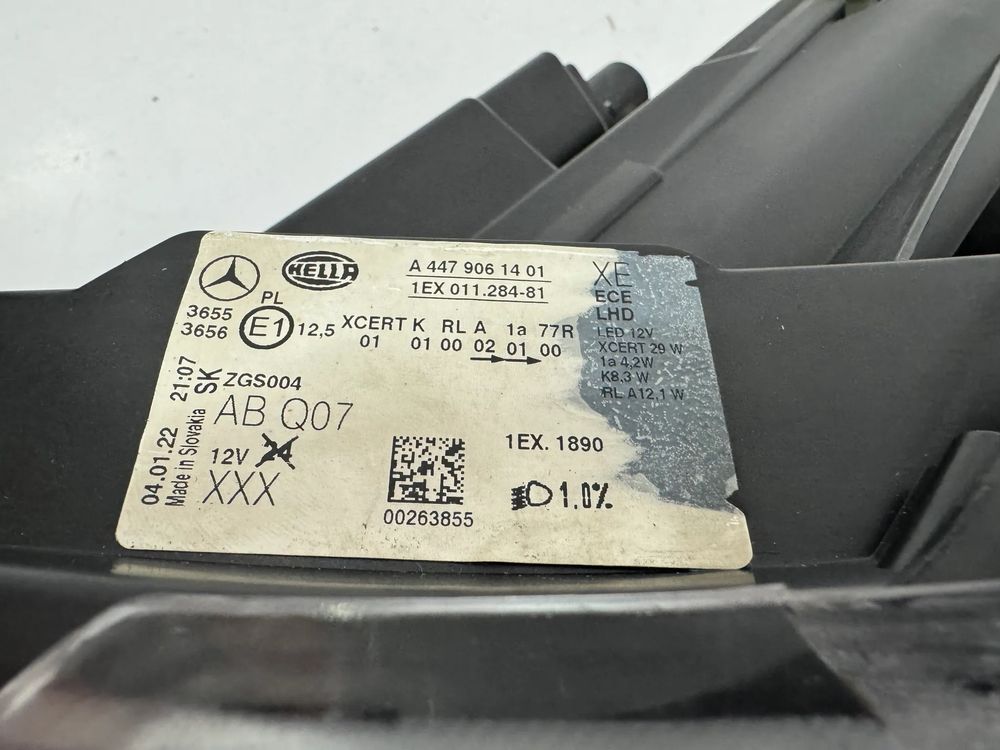 HELLA
A 447 906 14 01
1EX 011.284-81
XE
ECE
LHD
LED 12V
XCERT 29 W
1a 4,2W
K8,3 W
RL A12,1 W
PL
3655
3656
E1
12,5
XCERT K RL A 1a 77R
01 01 00 02 01 00
04.01.22 21:07
Made in Slovakia SK
ZGS004
AB Q07
12V 24
XXX
00263855
1EX. 1890
1.0%